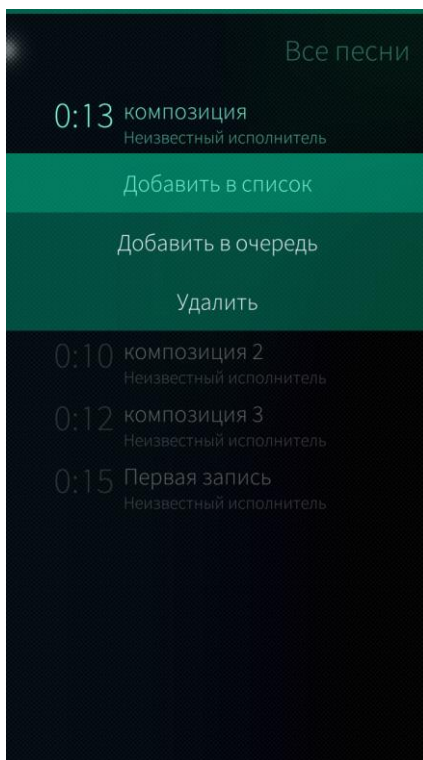 Все песни
0:13 композиция
Неизвестный исполнитель
Добавить в список
Добавить в очередь
Удалить
0:10 композиция 2
Неизвестный исполнитель
0:12 композиция 3
Неизвестный исполнитель
0:15 Первая запись
Неизвестный исполнитель